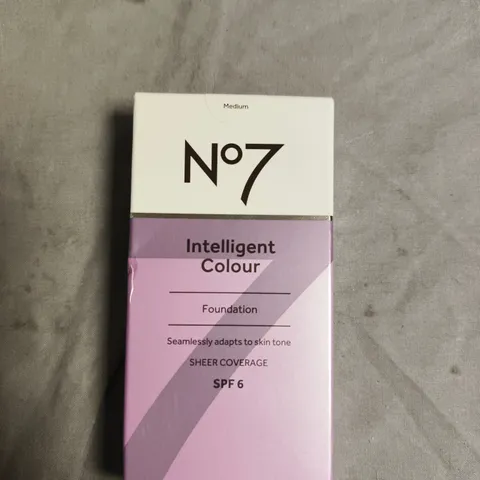 Medium
Nº7
Intelligent
Colour
Foundation
Seamlessly adapts to skin tone
SHEER COVERAGE
SPF 6